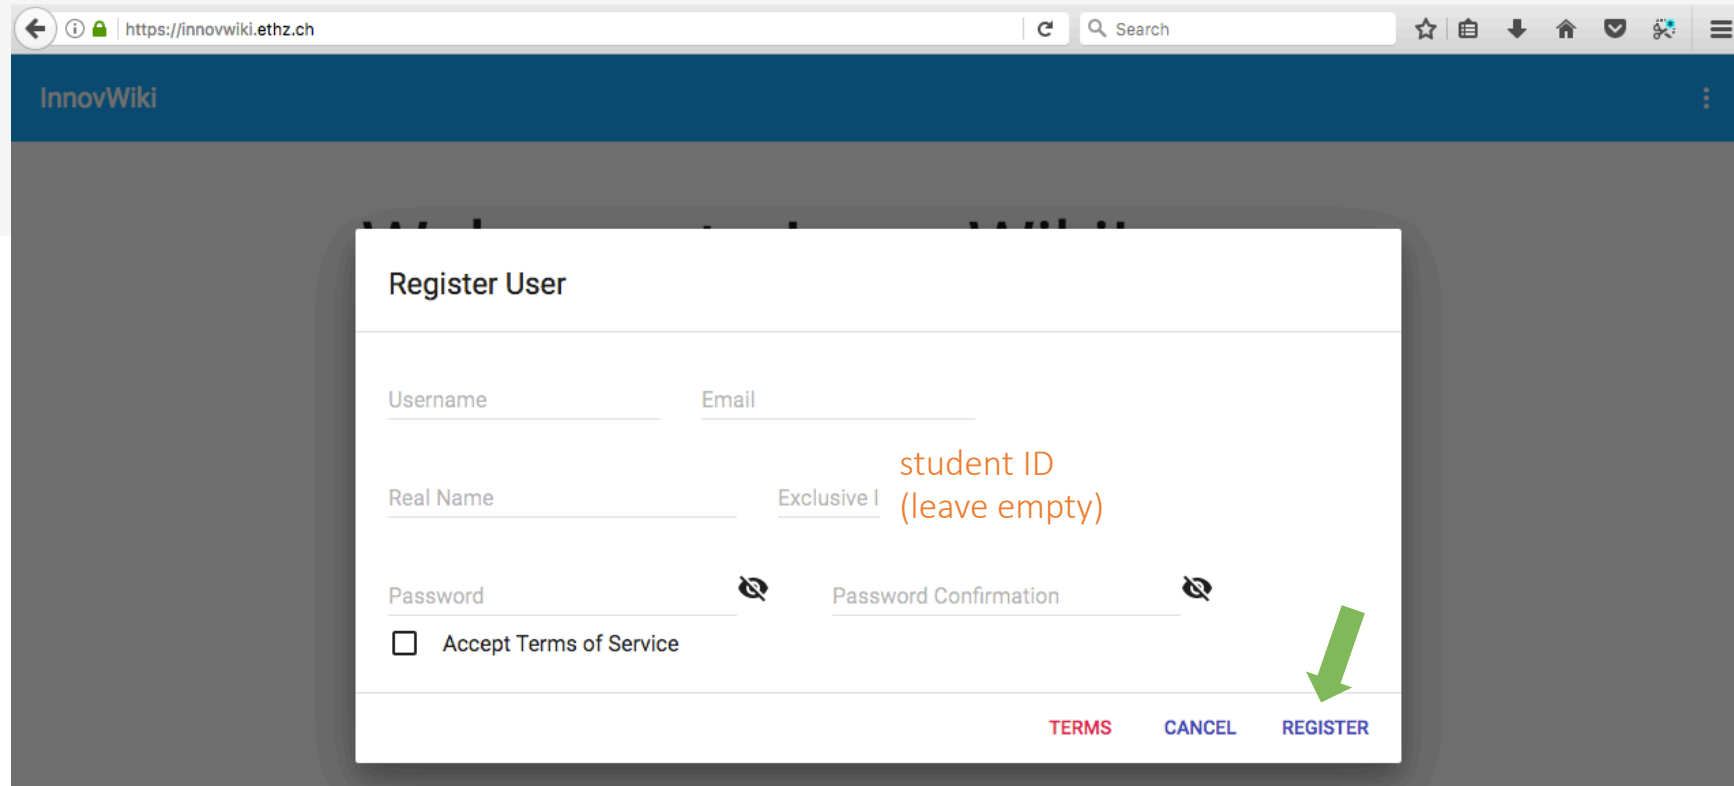 https://innovwiki.ethz.ch
Search
InnovWiki
Register User
Username
Email
student ID
Real Name
Exclusive I
(leave empty)
Password
Password Confirmation
Accept Terms of Service
TERMS
CANCEL
REGISTER